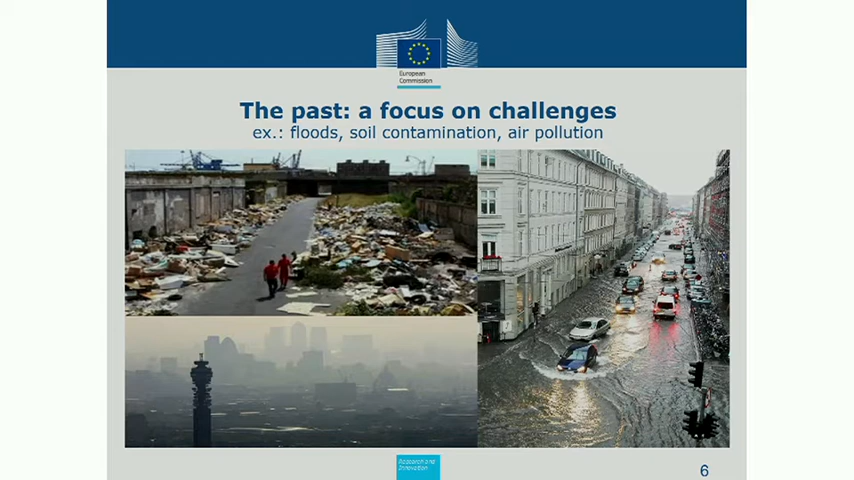 European
Commission
The past: a focus on challenges
ex.: floods, soil contamination, air pollution
Research and
Innovation
6